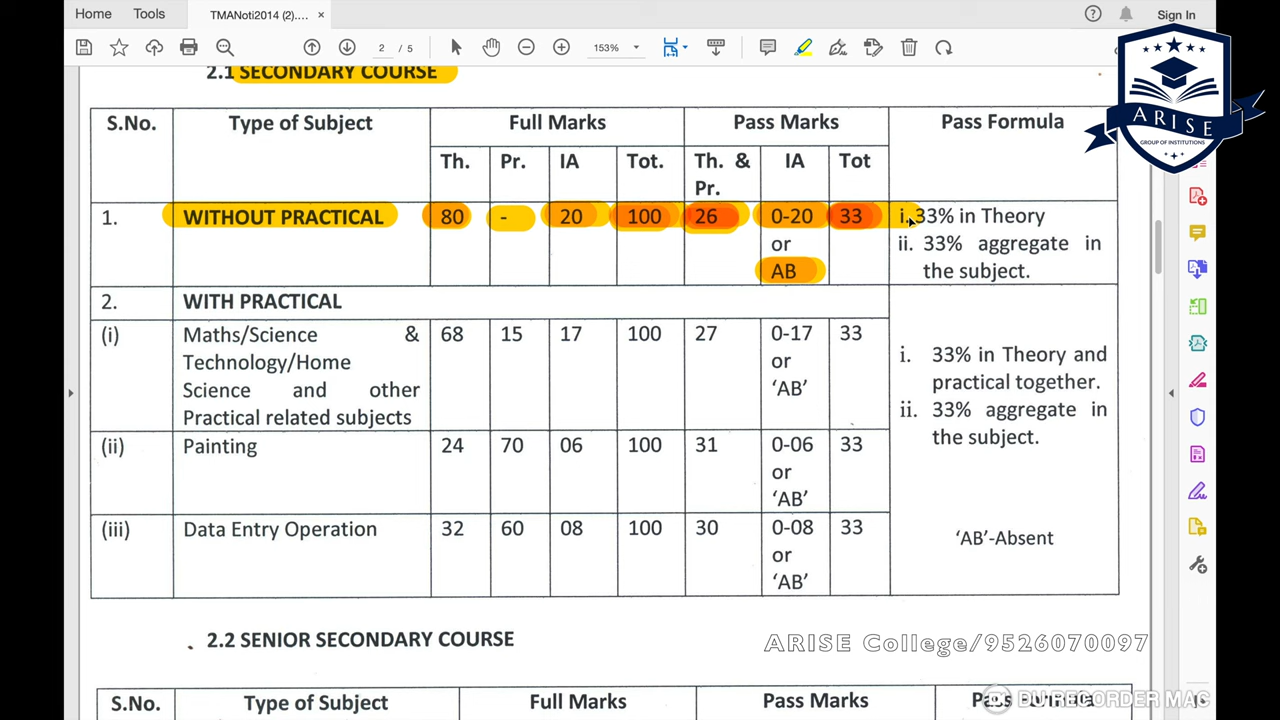 Home Tools TMANoti2014 (2).... × Sign In
2 / 5 153%
2.1 SECONDARY COURSE
S.No. Type of Subject Full Marks Pass Marks Pass Formula
Th. Pr. IA Tot. Th. & Pr. IA Tot
1. WITHOUT PRACTICAL 80 - 20 100 26 0-20 or AB 33
i. 33% in Theory
ii. 33% aggregate in
the subject.
2. WITH PRACTICAL
(i) Maths/Science & 68 15 17 100 27 0-17 33
Technology/Home or
Science and other 'AB'
Practical related subjects
i. 33% in Theory and
practical together.
ii. 33% aggregate in
the subject.
(ii) Painting 24 70 06 100 31 0-06 33
or
'AB'
(iii) Data Entry Operation 32 60 08 100 30 0-08 33
or
'AB'
'AB'-Absent
2.2 SENIOR SECONDARY COURSE
S.No. Type of Subject Full Marks Pass Marks Pass Formula
ARISE
GROUP OF INSTITUTIONS
ARISE College/9526070097
DU RECORDER MAC